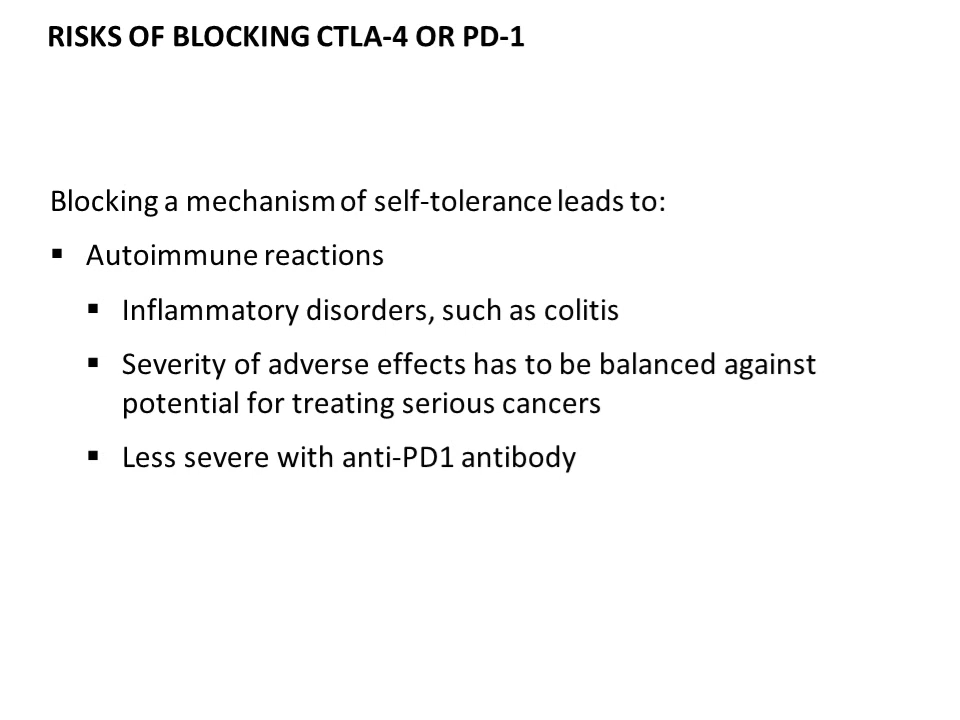 RISKS OF BLOCKING CTLA-4 OR PD-1
Blocking a mechanism of self-tolerance leads to:
▪ Autoimmune reactions
▪ Inflammatory disorders, such as colitis
▪ Severity of adverse effects has to be balanced against
potential for treating serious cancers
▪ Less severe with anti-PD1 antibody